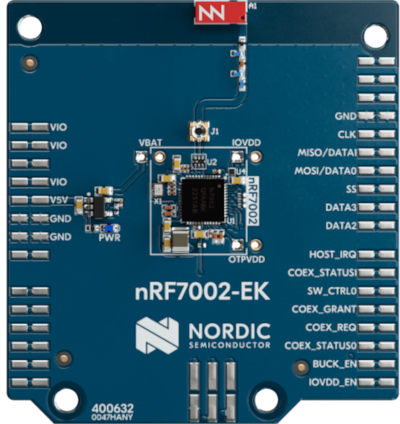 A1
J1
GND
CLK
VBAT
IOVDD
VIO
VIO
MISO/DATA1
U2
MOSI/DATA0
U4
VIO
SS
nRF7002
X1
V5V
DATA3
GND
U1
DATA2
GND
PWR
OTPVDD
HOST_IRQ
COEX_STATUS1
nRF7002-EK
SW_CTRL0
COEX_GRANT
NORDIC
COEX_REQ
SEMICONDUCTOR
COEX_STATUS0
BUCK_EN
IOVDD_EN
400632
0047HANY